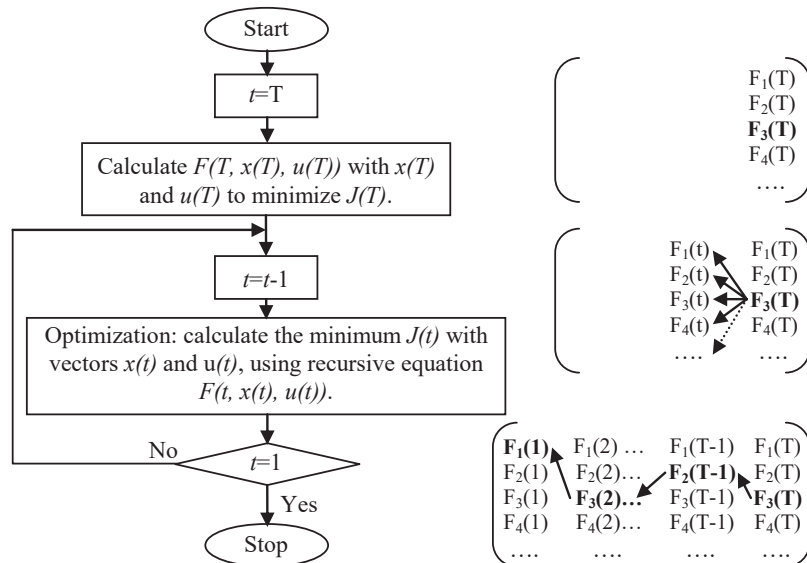 Start
t=T
Calculate F(T, x(T), u(T)) with x(T)
and u(T) to minimize J(T).
t=t-1
Optimization: calculate the minimum J(t) with
vectors x(t) and u(t), using recursive equation
F(t, x(t), u(t)).
No
t=1
Yes
Stop
F1(T)
F2(T)
F3(T)
F4(T)
….
F1(t) F1(T)
F2(t) F2(T)
F3(t) F3(T)
F4(t) F4(T)
…. ….
F1(1) F1(2) … F1(T-1) F1(T)
F2(1) F2(2)… F2(T-1) F2(T)
F3(1) F3(2)… F3(T-1) F3(T)
F4(1) F4(2)… F4(T-1) F4(T)
…. …. …. ….